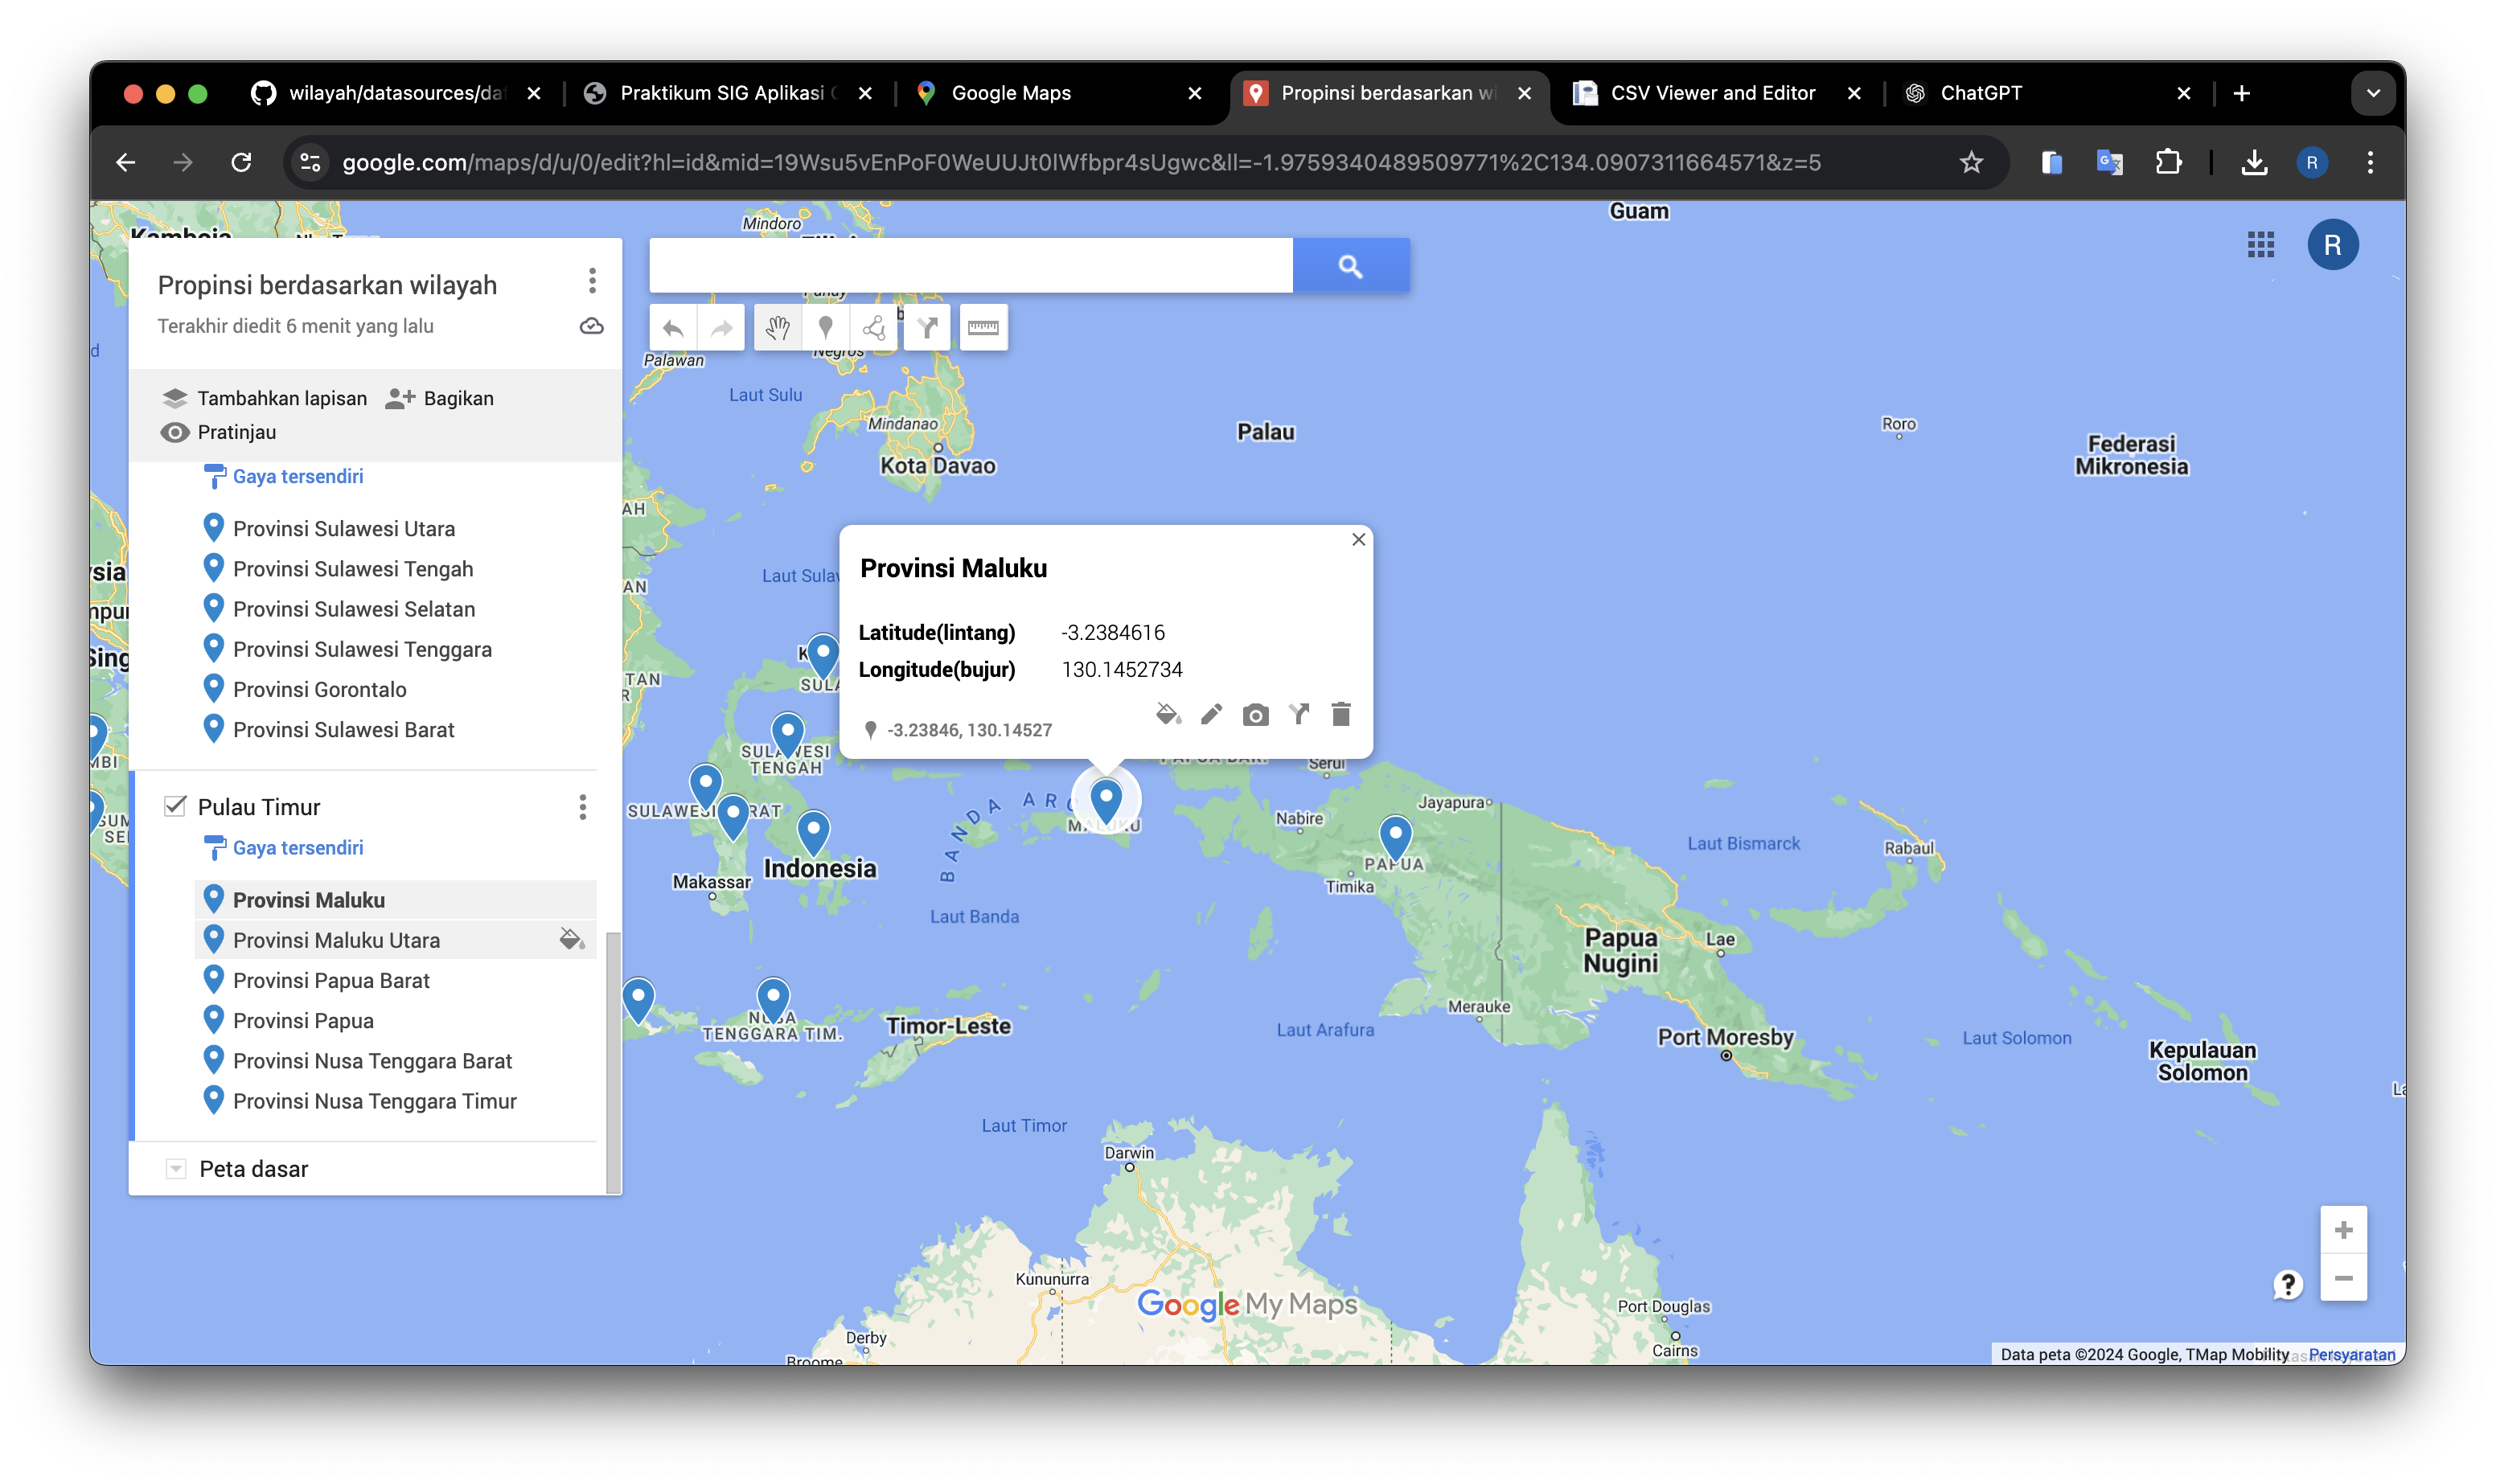 wilayah/datasources/da
Praktikum SIG Aplikasi
Google Maps
Propinsi berdasarkan wi
CSV Viewer and Editor
ChatGPT
google.com/maps/d/u/0/edit?hl=id&mid=19Wsu5vEnPoF0WeUUJt0lWfbpr4sUgwc&ll=-1.9759340489509771%2C134.0907311664571&z=5
R
R
Propinsi berdasarkan wilayah
Terakhir diedit 6 menit yang lalu
Tambahkan lapisan
Bagikan
Pratinjau
Gaya tersendiri
Provinsi Sulawesi Utara
Provinsi Sulawesi Tengah
Provinsi Sulawesi Selatan
Provinsi Sulawesi Tenggara
Provinsi Gorontalo
Provinsi Sulawesi Barat
Pulau Timur
Gaya tersendiri
Provinsi Maluku
Provinsi Maluku Utara
Provinsi Papua Barat
Provinsi Papua
Provinsi Nusa Tenggara Barat
Provinsi Nusa Tenggara Timur
Peta dasar
Provinsi Maluku
Latitude(lintang) -3.2384616
Longitude(bujur) 130.1452734
-3.23846, 130.14527
Kamboja
Mindoro
Guam
Palawan
Negros
Laut Sulu
Mindanao
Kota Davao
Palau
Roro
Federasi
Mikronesia
SULAWESI
TENGAH
SULAWESI BARAT
Makassar
Indonesia
BANDA
MALUKU
Laut Banda
Serui
Jayapura
Nabire
PAPUA
Timika
Laut Bismarck
Rabaul
Papua
Nugini
Lae
Merauke
Port Moresby
Laut Arafura
Laut Solomon
Kepulauan
Solomon
NUSA
TENGGARA TIM.
Timor-Leste
Laut Timor
Darwin
Kununurra
Derby
Broome
Port Douglas
Cairns
Google My Maps
Data peta ©2024 Google, TMap Mobility
Persyaratan